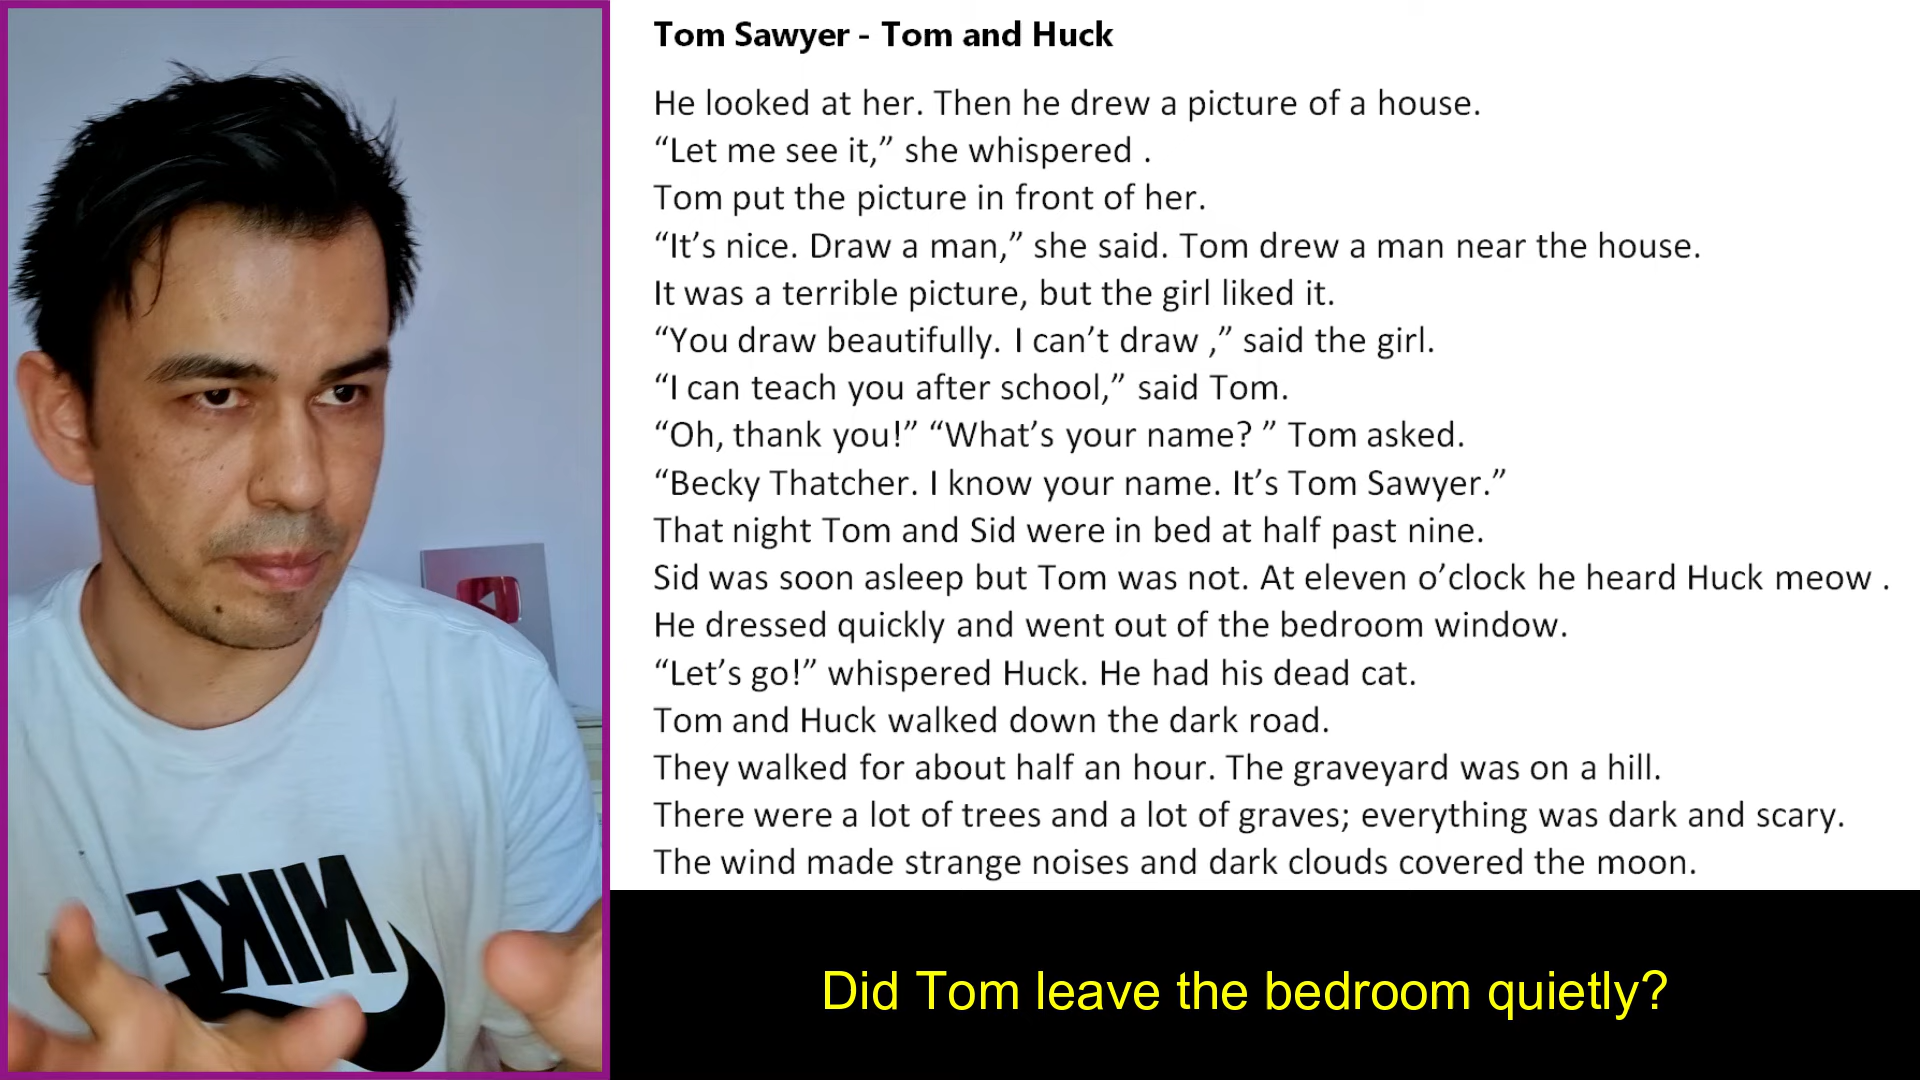 Tom Sawyer - Tom and Huck
He looked at her. Then he drew a picture of a house.
“Let me see it,” she whispered .
Tom put the picture in front of her.
“It’s nice. Draw a man,” she said. Tom drew a man near the house.
It was a terrible picture, but the girl liked it.
“You draw beautifully. I can’t draw ,” said the girl.
“I can teach you after school,” said Tom.
“Oh, thank you!” “What’s your name? ” Tom asked.
“Becky Thatcher. I know your name. It’s Tom Sawyer.”
That night Tom and Sid were in bed at half past nine.
Sid was soon asleep but Tom was not. At eleven o’clock he heard Huck meow .
He dressed quickly and went out of the bedroom window.
“Let’s go!” whispered Huck. He had his dead cat.
Tom and Huck walked down the dark road.
They walked for about half an hour. The graveyard was on a hill.
There were a lot of trees and a lot of graves; everything was dark and scary.
The wind made strange noises and dark clouds covered the moon.
NIKE
Did Tom leave the bedroom quietly?